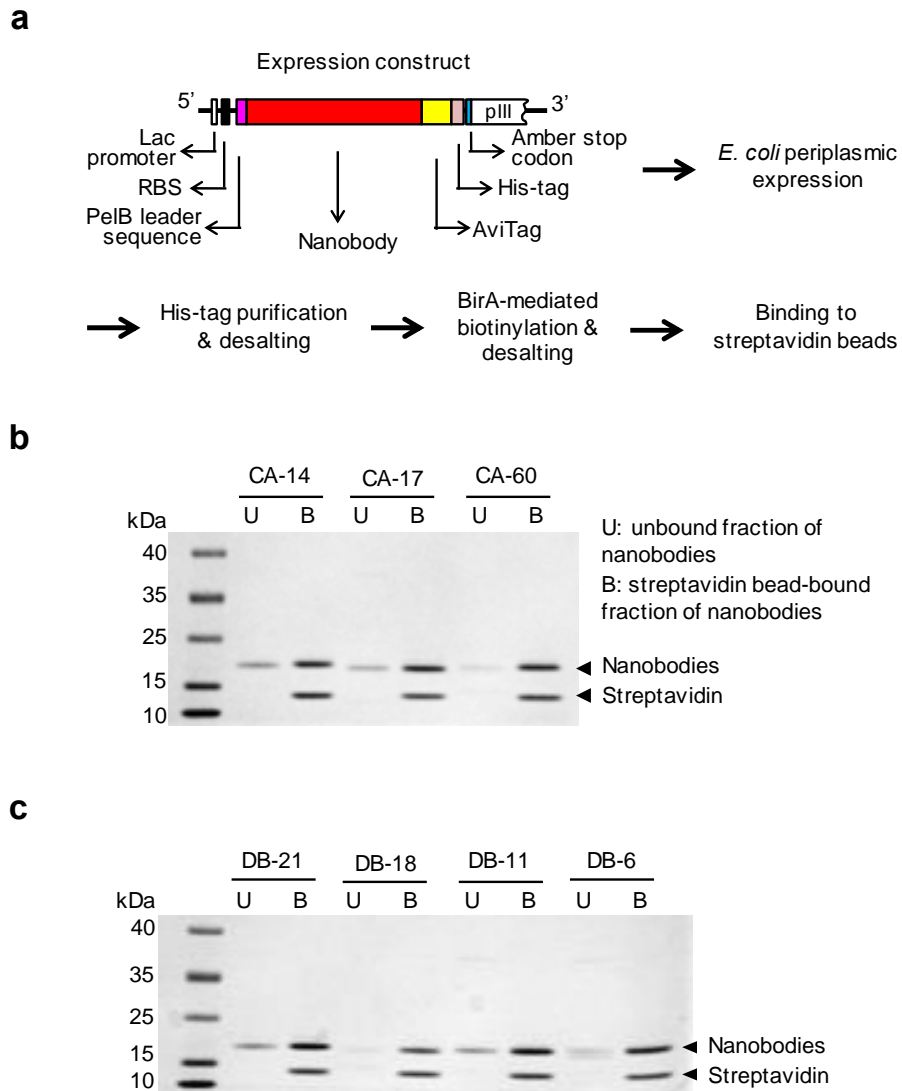 a
Expression construct
5’
3’
pIII
Lac
promoter
RBS
PelB leader
sequence
Nanobody
Amber stop
codon
His-tag
AviTag
E. coli periplasmic
expression
His-tag purification
& desalting
BirA-mediated
biotinylation &
desalting
Binding to
streptavidin beads
b
CA-14 CA-17 CA-60
kDa U B U B U B
40
35
25
15
10
U: unbound fraction of
nanobodies
B: streptavidin bead-bound
fraction of nanobodies
Nanobodies
Streptavidin
c
DB-21 DB-18 DB-11 DB-6
kDa U B U B U B U B
40
35
25
15
10
Nanobodies
Streptavidin